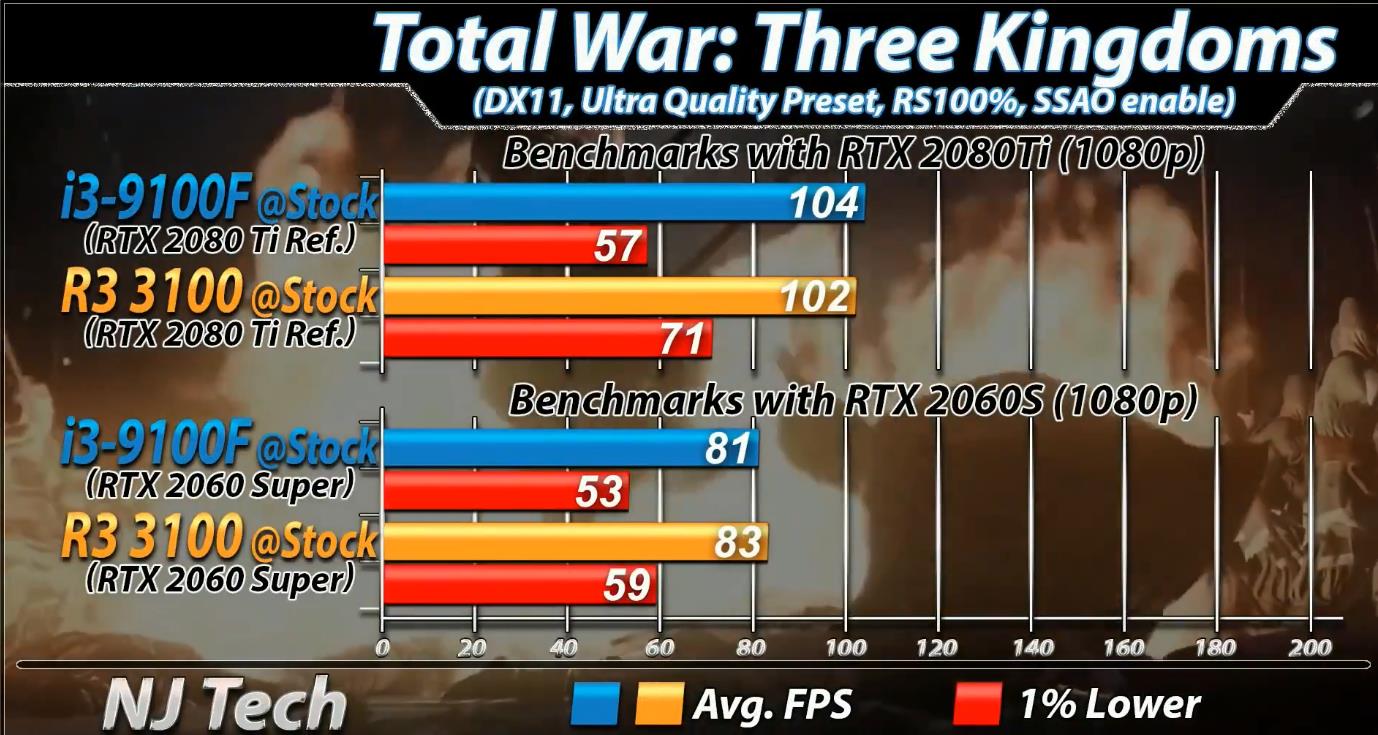 Total War: Three Kingdoms
(DX11, Ultra Quality Preset, RS100%, SSAO enable)
Benchmarks with RTX 2080Ti (1080p)
i3-9100F @Stock 104
(RTX 2080 Ti Ref.) 57
R3 3100 @Stock 102
(RTX 2080 Ti Ref.) 71
Benchmarks with RTX 2060S (1080p)
i3-9100F @Stock 81
(RTX 2060 Super) 53
R3 3100 @Stock 83
(RTX 2060 Super) 59
0 20 40 60 80 100 120 140 160 180 200
NJ Tech Avg. FPS 1% Lower